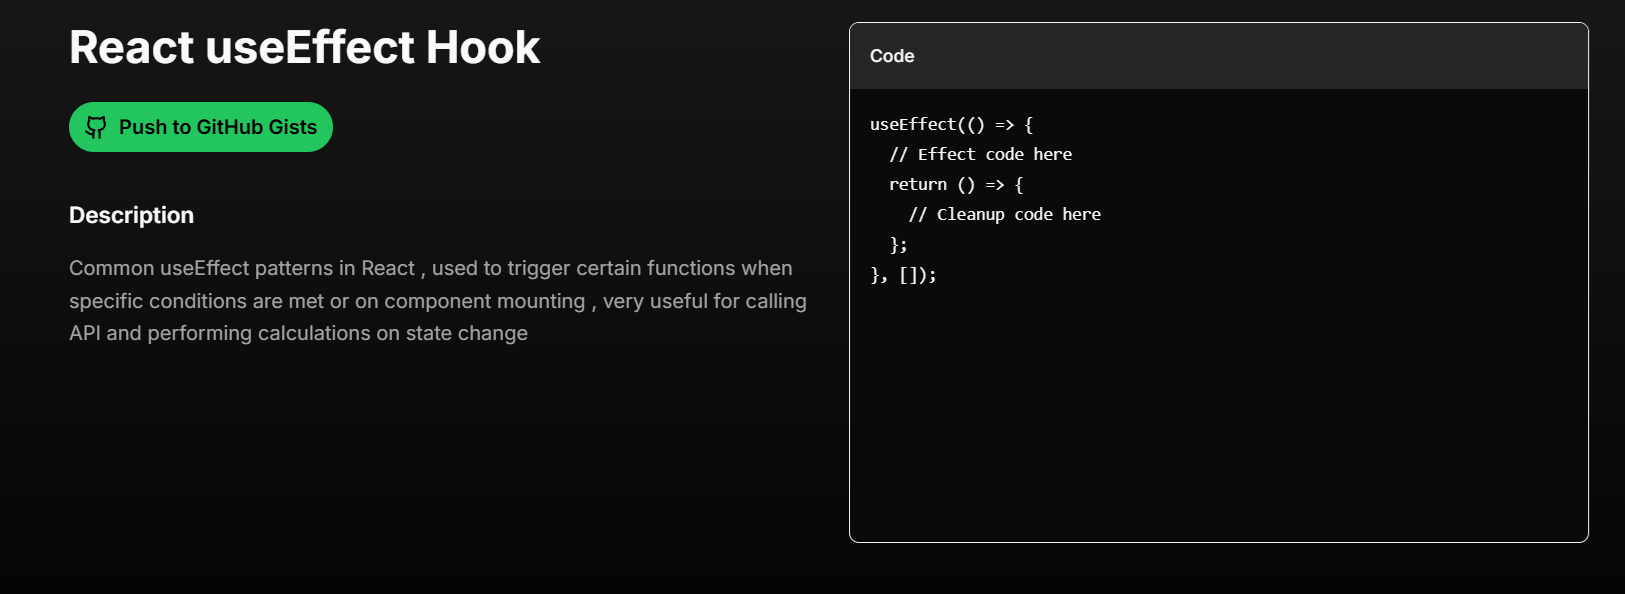 React useEffect Hook
Push to GitHub Gists
Description
Common useEffect patterns in React , used to trigger certain functions when
specific conditions are met or on component mounting , very useful for calling
API and performing calculations on state change
Code
useEffect(() => {
  // Effect code here
  return () => {
    // Cleanup code here
  };
}, []);